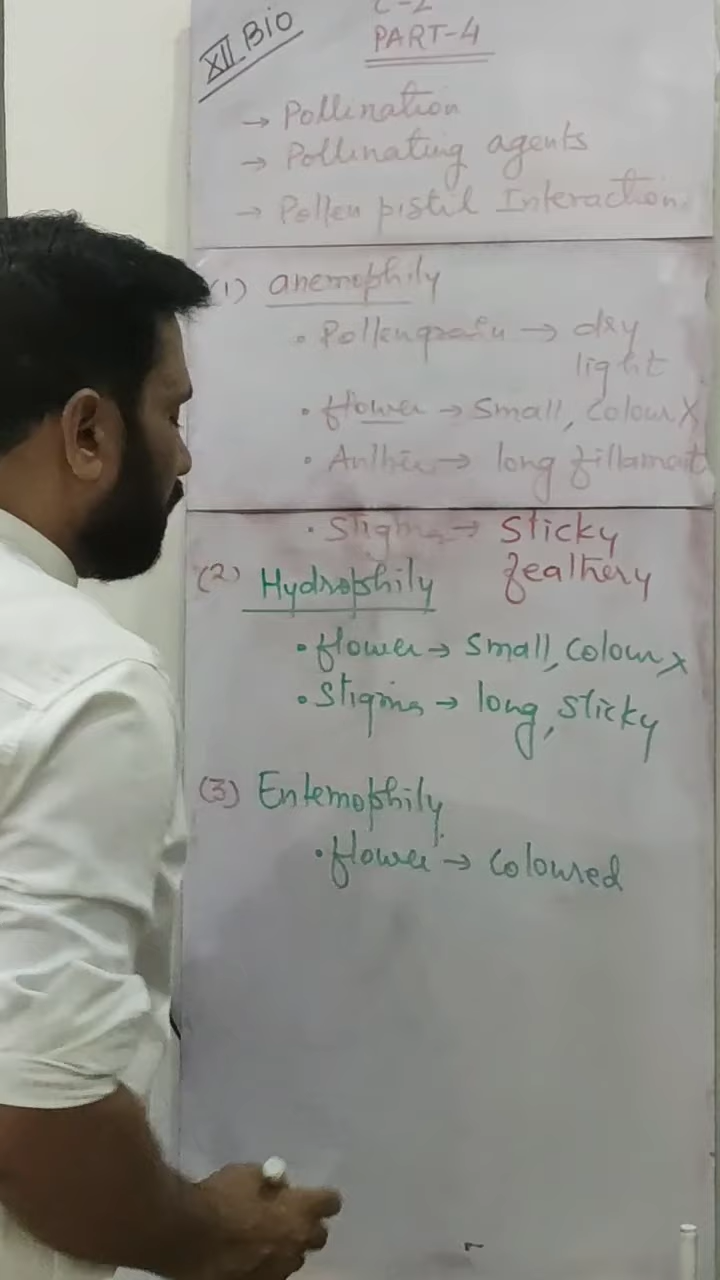 XII BIO
C-2
PART-4
→ Pollination
→ Pollinating agents
→ Pollen pistil Interaction.
(1) anemophily
• Pollengrain → dry
light
• flower → Small, Colour X
• Anther → long fillament
• Stigma → Sticky
feathery
(2) Hydrophily
• flower → Small, Colour x
• Stigma → long, sticky
(3) Entemophily
• flower → Coloured